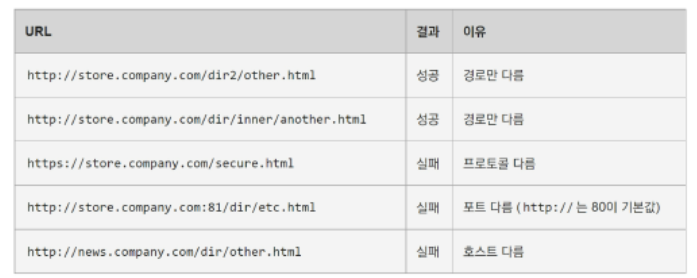 URL 결과 이유
http://store.company.com/dir2/other.html 성공 경로만 다름
http://store.company.com/dir/inner/another.html 성공 경로만 다름
https://store.company.com/secure.html 실패 프로토콜 다름
http://store.company.com:81/dir/etc.html 실패 포트 다름 (http:// 는 80이 기본값)
http://news.company.com/dir/other.html 실패 호스트 다름